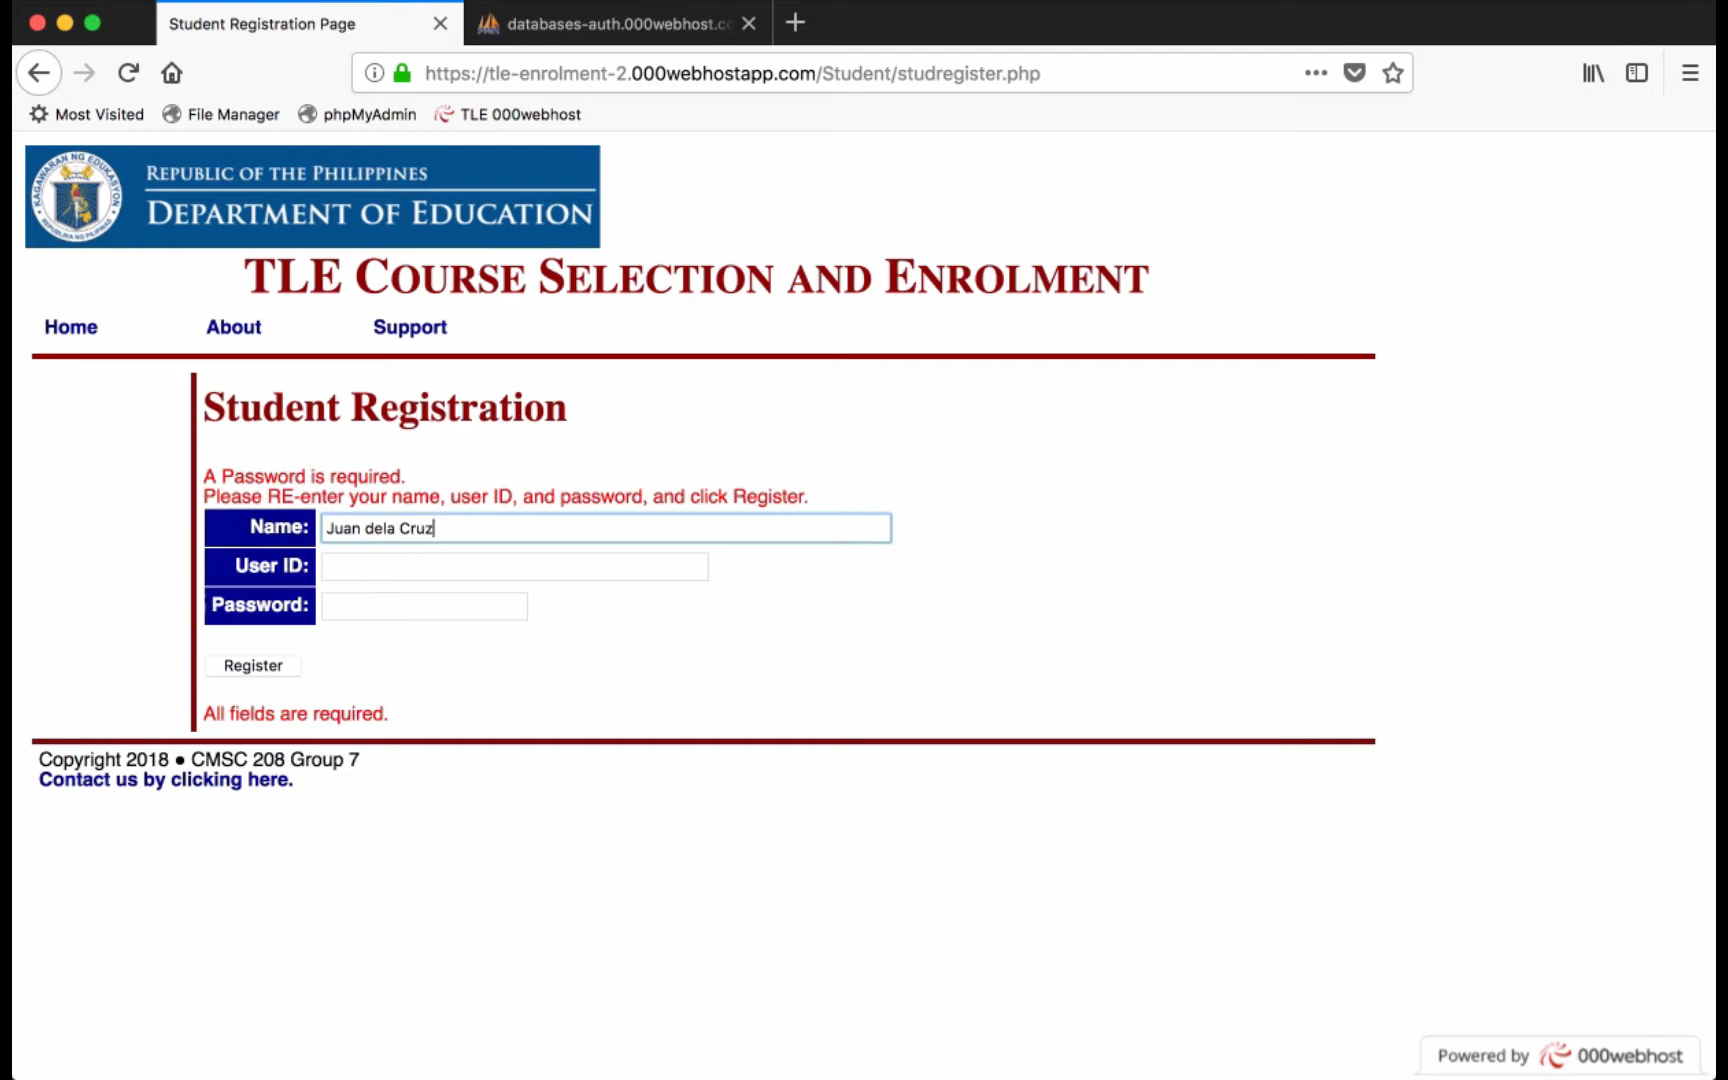 Student Registration Page
databases-auth.000webhost.co
https://tle-enrolment-2.000webhostapp.com/Student/studregister.php
Most Visited File Manager phpMyAdmin TLE 000webhost
KAGAWARAN NG EDUKASYON
REPUBLIC OF THE PHILIPPINES
DEPARTMENT OF EDUCATION
TLE COURSE SELECTION AND ENROLMENT
Home About Support
Student Registration
A Password is required.
Please RE-enter your name, user ID, and password, and click Register.
Name: Juan dela Cruz
User ID:
Password:
Register
All fields are required.
Copyright 2018 ● CMSC 208 Group 7
Contact us by clicking here.
Powered by 000webhost